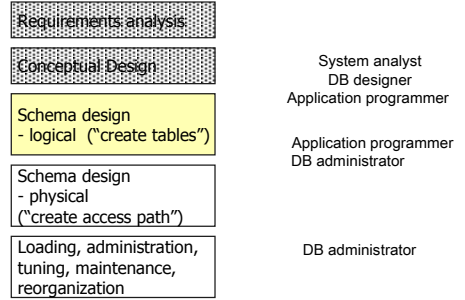 Requirements analysis
Conceptual Design
System analyst
DB designer
Application programmer
Schema design
- logical ("create tables")
Application programmer
DB administrator
Schema design
- physical
("create access path")
Loading, administration,
tuning, maintenance,
reorganization
DB administrator